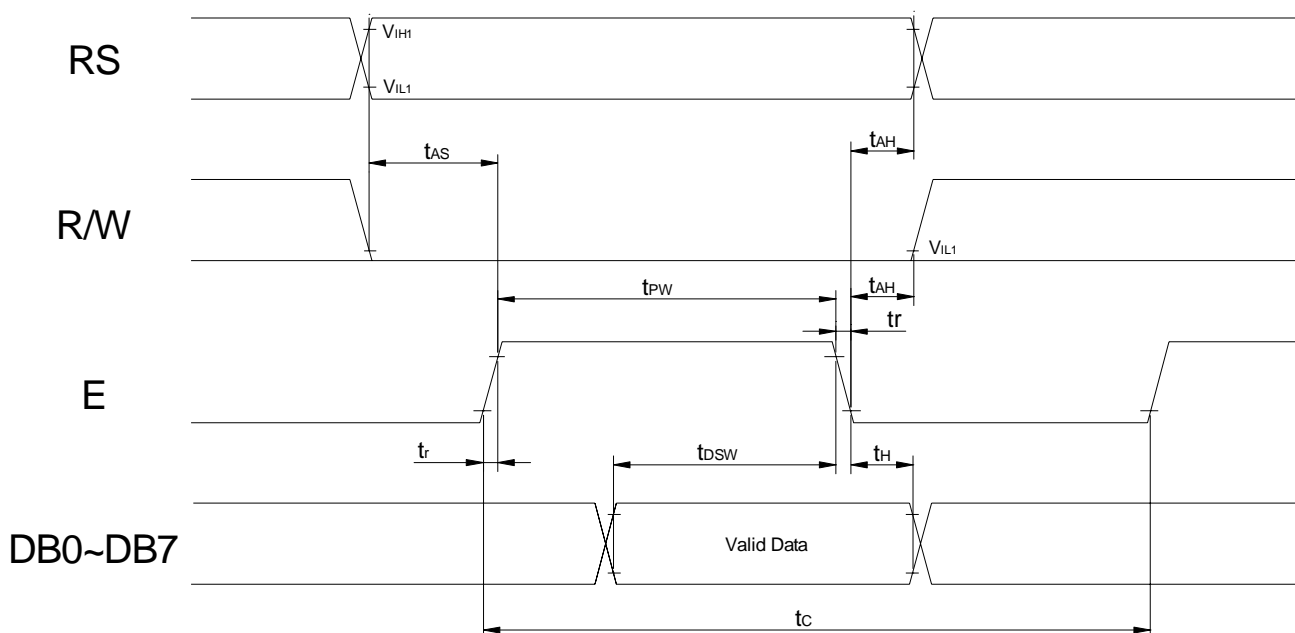 RS
VIH1
VIL1
tAS
tAH
R/W
VIL1
tPW
tAH
tr
E
tr
tDSW
tH
DB0~DB7
Valid Data
tC